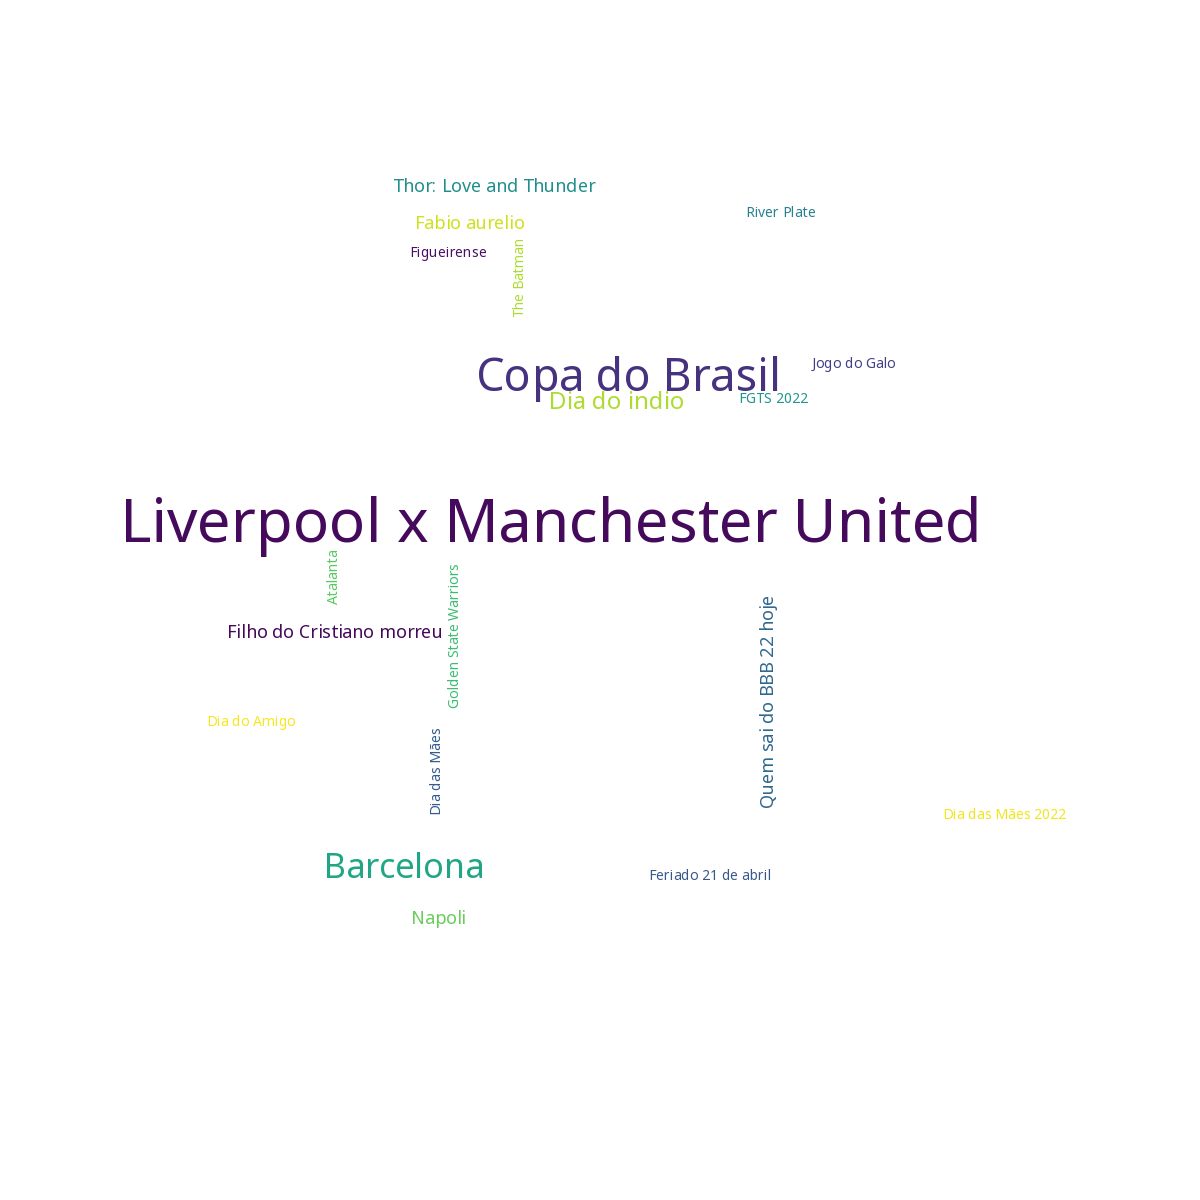 Thor: Love and Thunder
River Plate
Fabio aurelio
Figueirense
The Batman
Copa do Brasil
Jogo do Galo
Dia do indio
FGTS 2022
Liverpool x Manchester United
Atalanta
Golden State Warriors
Filho do Cristiano morreu
Quem sai do BBB 22 hoje
Dia do Amigo
Dia das Mães
Dia das Mães 2022
Barcelona
Feriado 21 de abril
Napoli